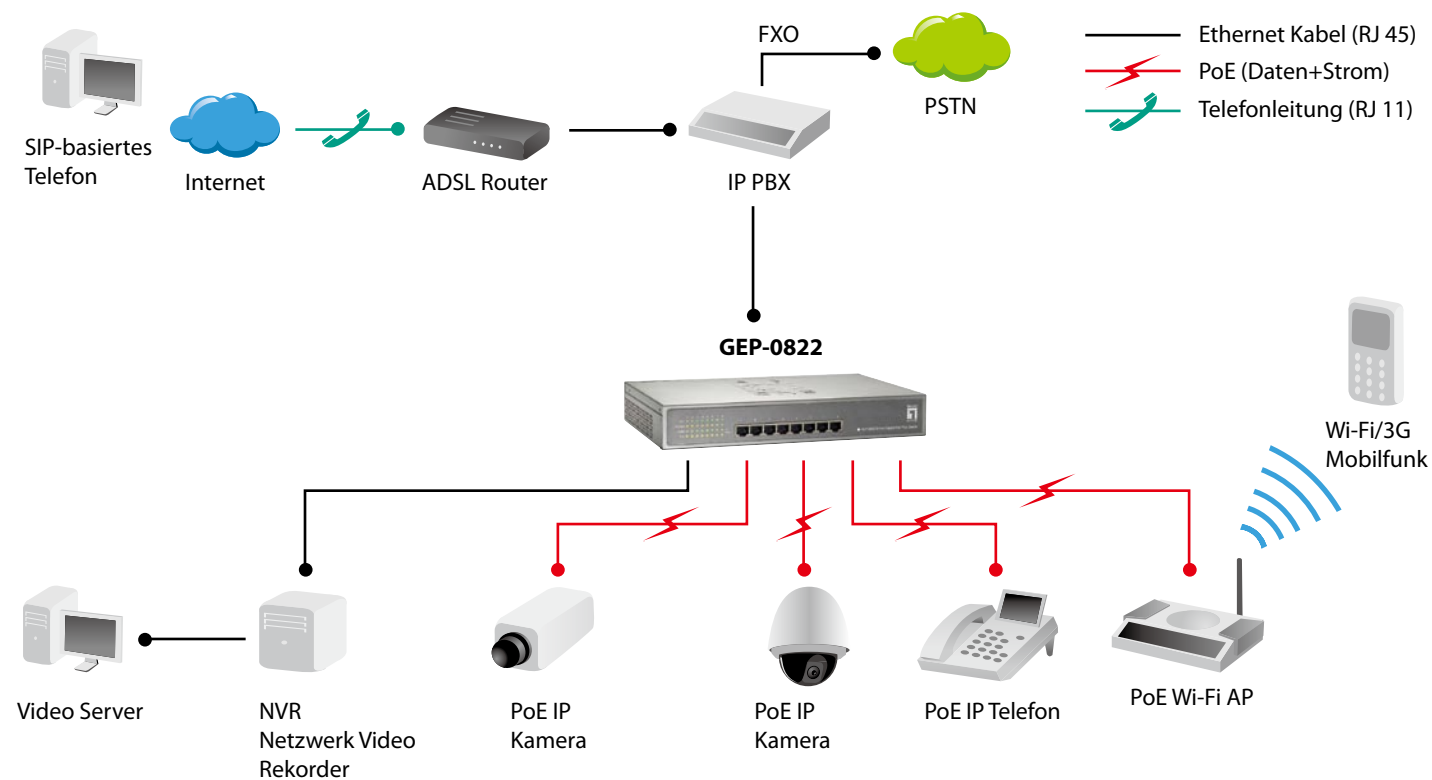 FXO
Ethernet Kabel (RJ 45)
PoE (Daten+Strom)
Telefonleitung (RJ 11)
PSTN
SIP-basiertes
Telefon
Internet
ADSL Router
IP PBX
GEP-0822
Wi-Fi/3G
Mobilfunk
Video Server
NVR
Netzwerk Video
Rekorder
PoE IP
Kamera
PoE IP
Kamera
PoE IP Telefon
PoE Wi-Fi AP